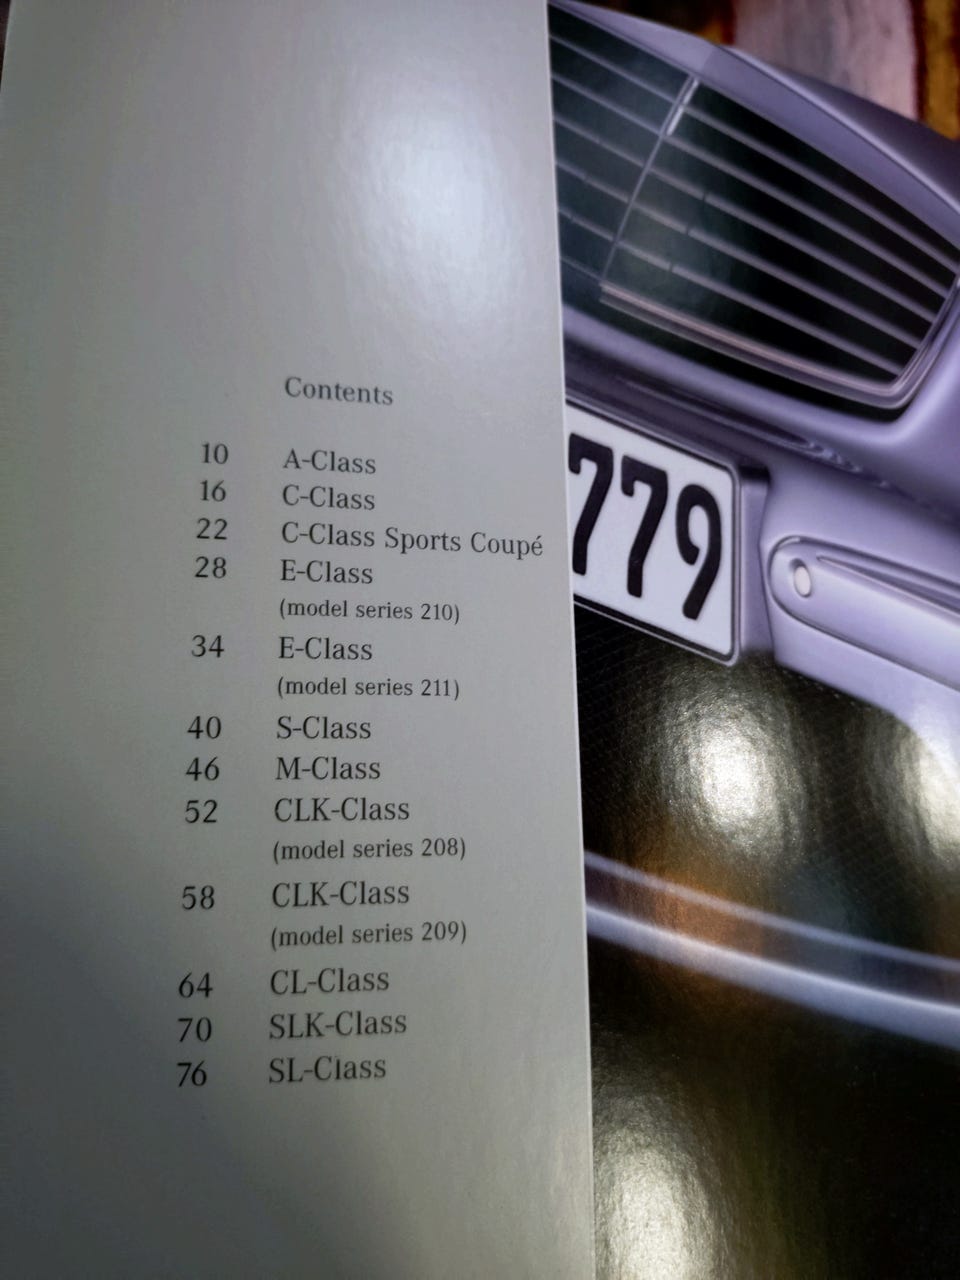 Contents
10 A-Class
16 C-Class
22 C-Class Sports Coupé
28 E-Class
(model series 210)
34 E-Class
(model series 211)
40 S-Class
46 M-Class
52 CLK-Class
(model series 208)
58 CLK-Class
(model series 209)
64 CL-Class
70 SLK-Class
76 SL-Class
779